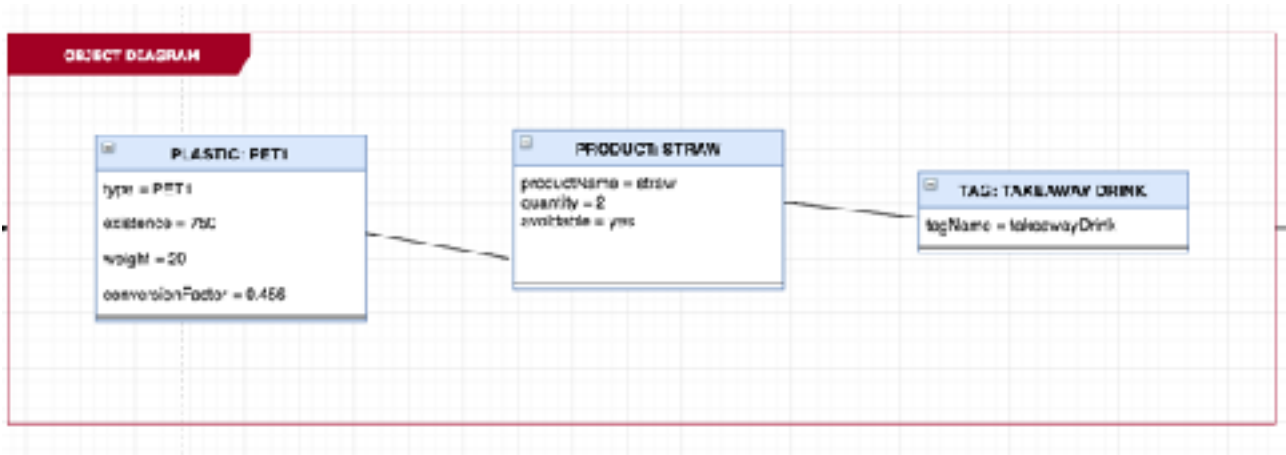 OBJECT DIAGRAM
PLASTIC: PET1
type = PET1
existence = 750
weight = 20
conversionFactor = 0.456
PRODUCT: STRAW
productName = straw
quantity = 2
avoidable = yes
TAG: TAKEAWAY DRINK
tagName = takeawayDrink